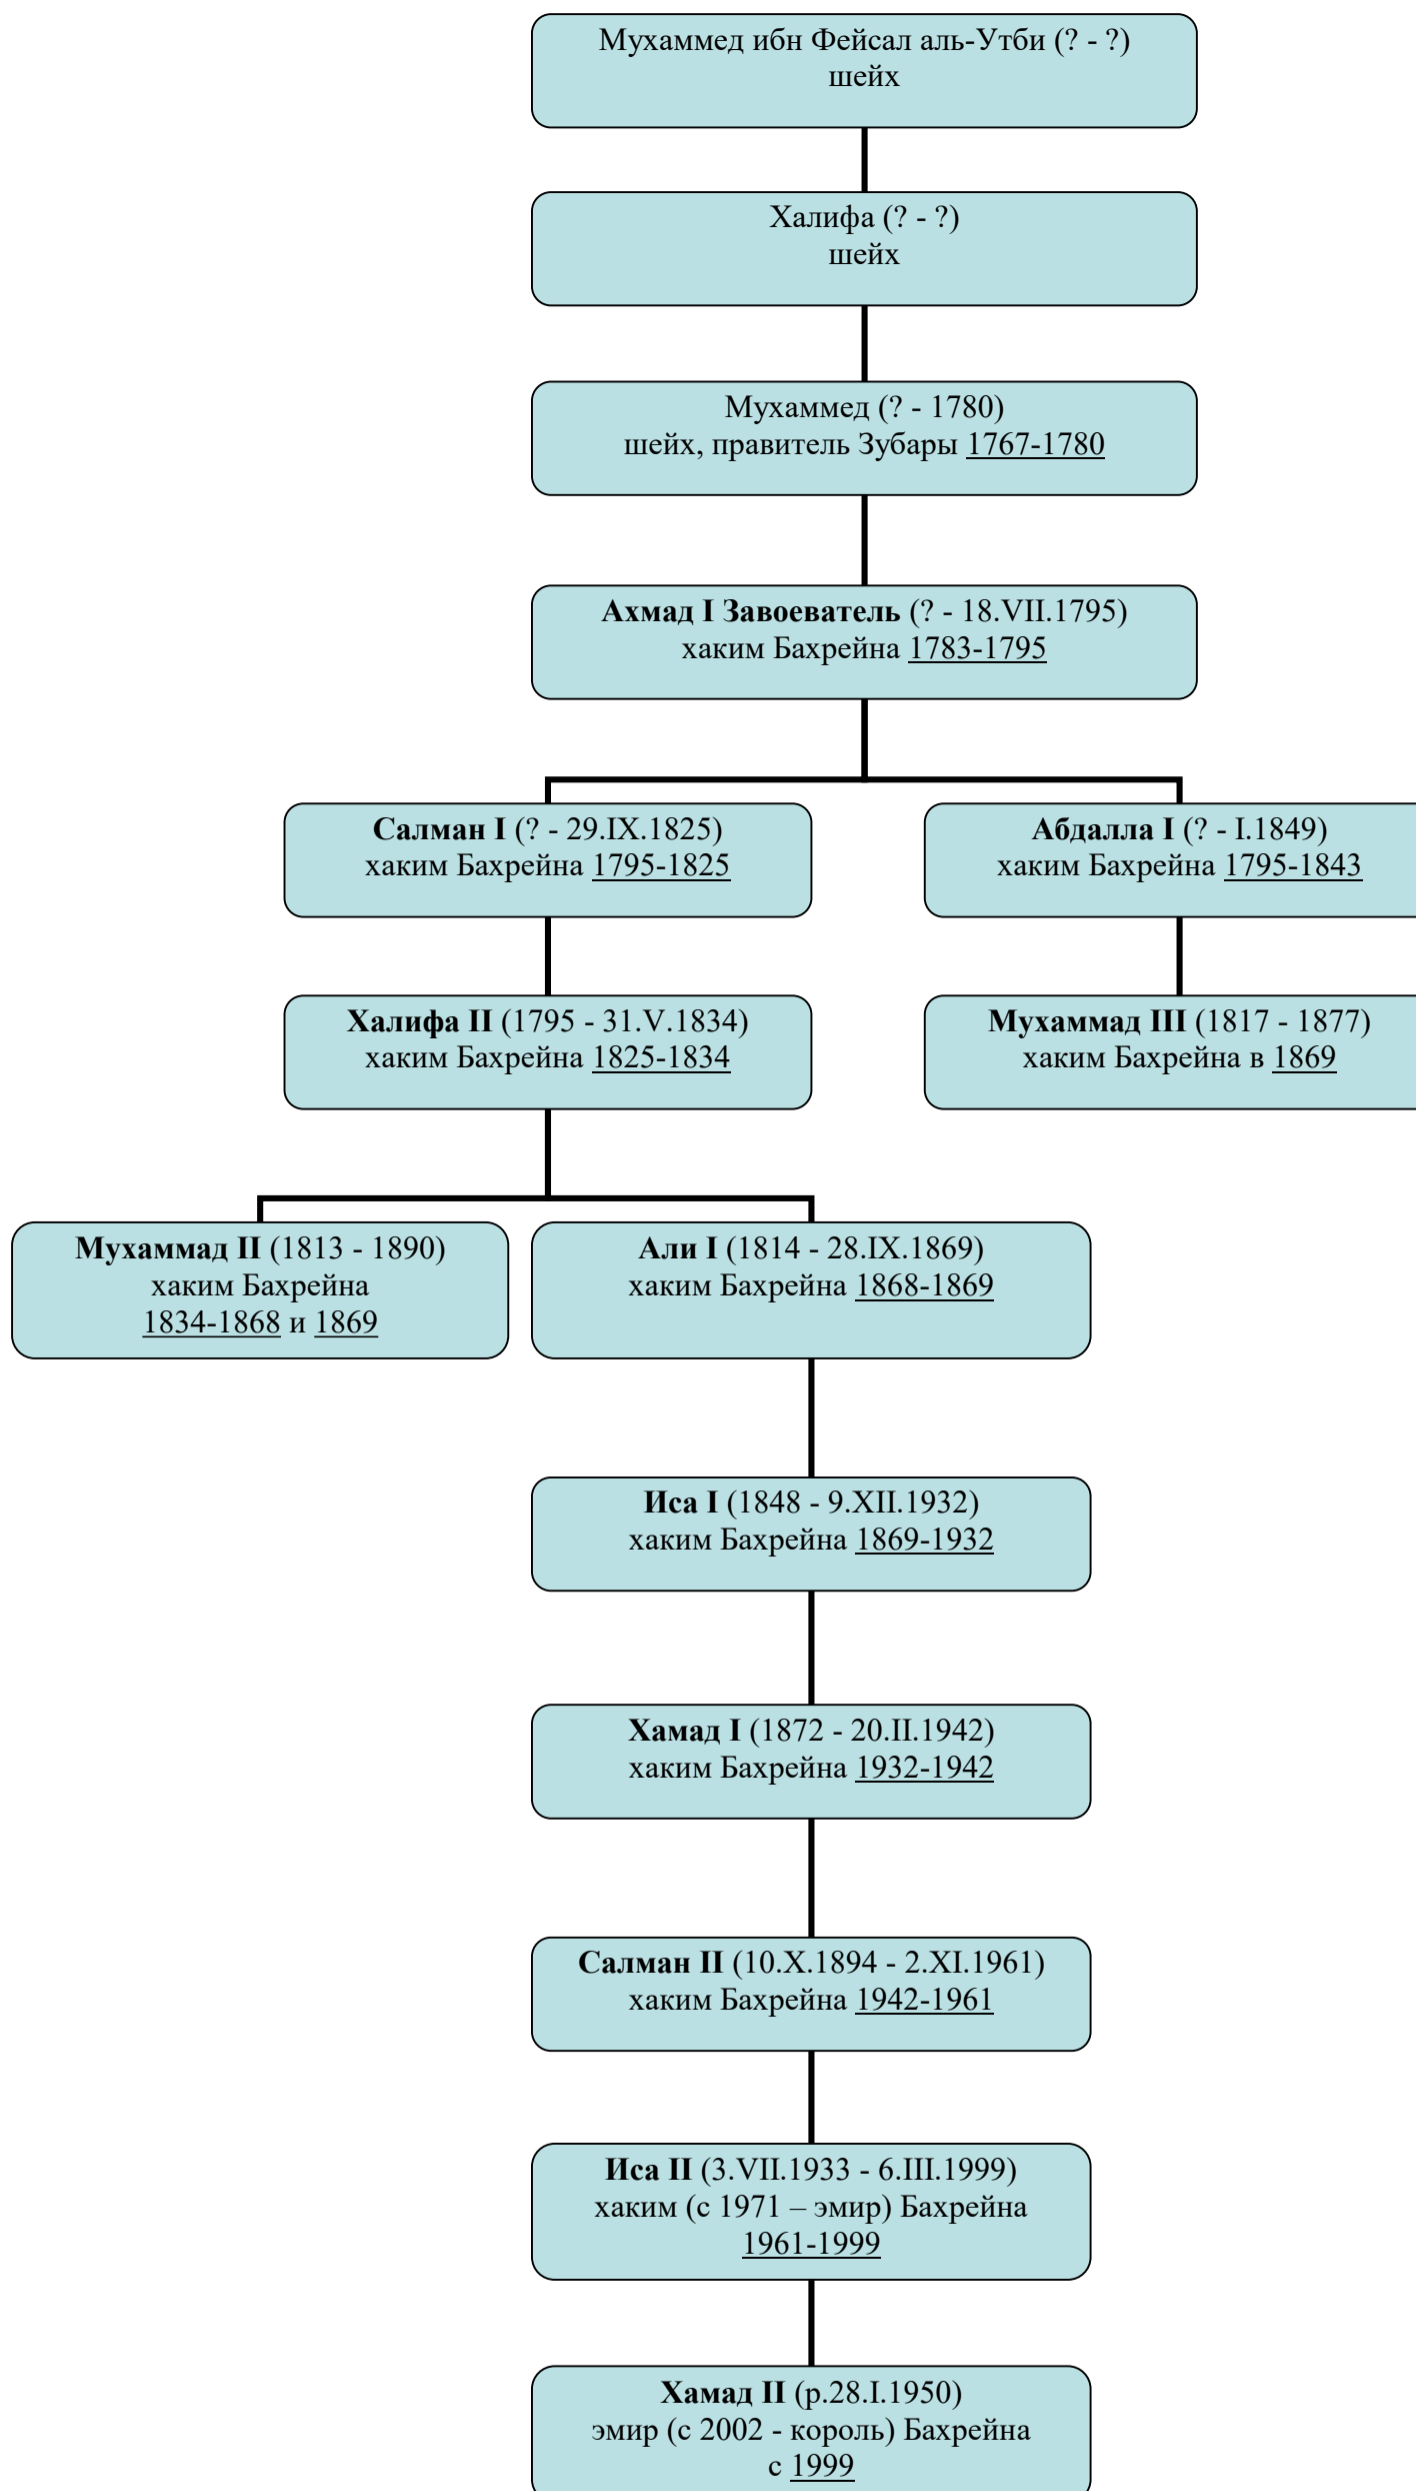 Мухаммед ибн Фейсал аль-Утби (? - ?)
шейх
Халифа (? - ?)
шейх
Мухаммед (? - 1780)
шейх, правитель Зубары 1767-1780
Ахмад I Завоеватель (? - 18.VII.1795)
хаким Бахрейна 1783-1795
Салман I (? - 29.IX.1825)
хаким Бахрейна 1795-1825
Абдалла I (? - I.1849)
хаким Бахрейна 1795-1843
Халифа II (1795 - 31.V.1834)
хаким Бахрейна 1825-1834
Мухаммад III (1817 - 1877)
хаким Бахрейна в 1869
Мухаммад II (1813 - 1890)
хаким Бахрейна
1834-1868 и 1869
Али I (1814 - 28.IX.1869)
хаким Бахрейна 1868-1869
Иса I (1848 - 9.XII.1932)
хаким Бахрейна 1869-1932
Хамад I (1872 - 20.II.1942)
хаким Бахрейна 1932-1942
Салман II (10.X.1894 - 2.XI.1961)
хаким Бахрейна 1942-1961
Иса II (3.VII.1933 - 6.III.1999)
хаким (с 1971 – эмир) Бахрейна
1961-1999
Хамад II (р.28.I.1950)
эмир (с 2002 - король) Бахрейна
с 1999